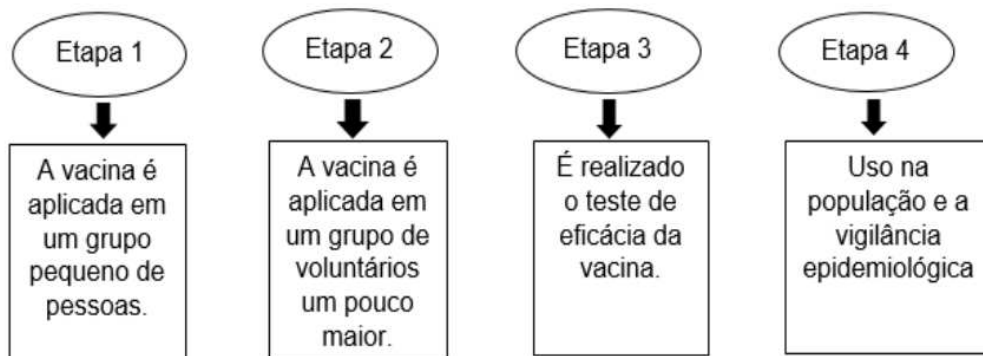 Etapa 1
A vacina é
aplicada em
um grupo
pequeno de
pessoas.
Etapa 2
A vacina é
aplicada em
um grupo de
voluntários
um pouco
maior.
Etapa 3
É realizado
o teste de
eficácia da
vacina.
Etapa 4
Uso na
população e a
vigilância
epidemiológica